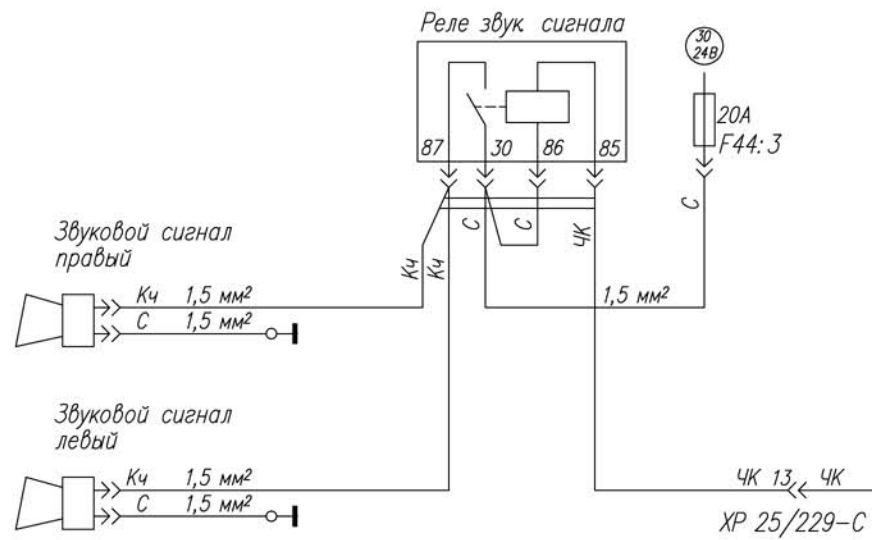 Реле звук. сигнала
30
24В
20А
F44:3
87 30 86 85
С
С
С
ЧК
Кч
Кч
Звуковой сигнал
правый
Кч 1,5 мм²
С 1,5 мм²
1,5 мм²
Звуковой сигнал
левый
Кч 1,5 мм²
С 1,5 мм²
ЧК 13 ЧК
ХР 25/229-С